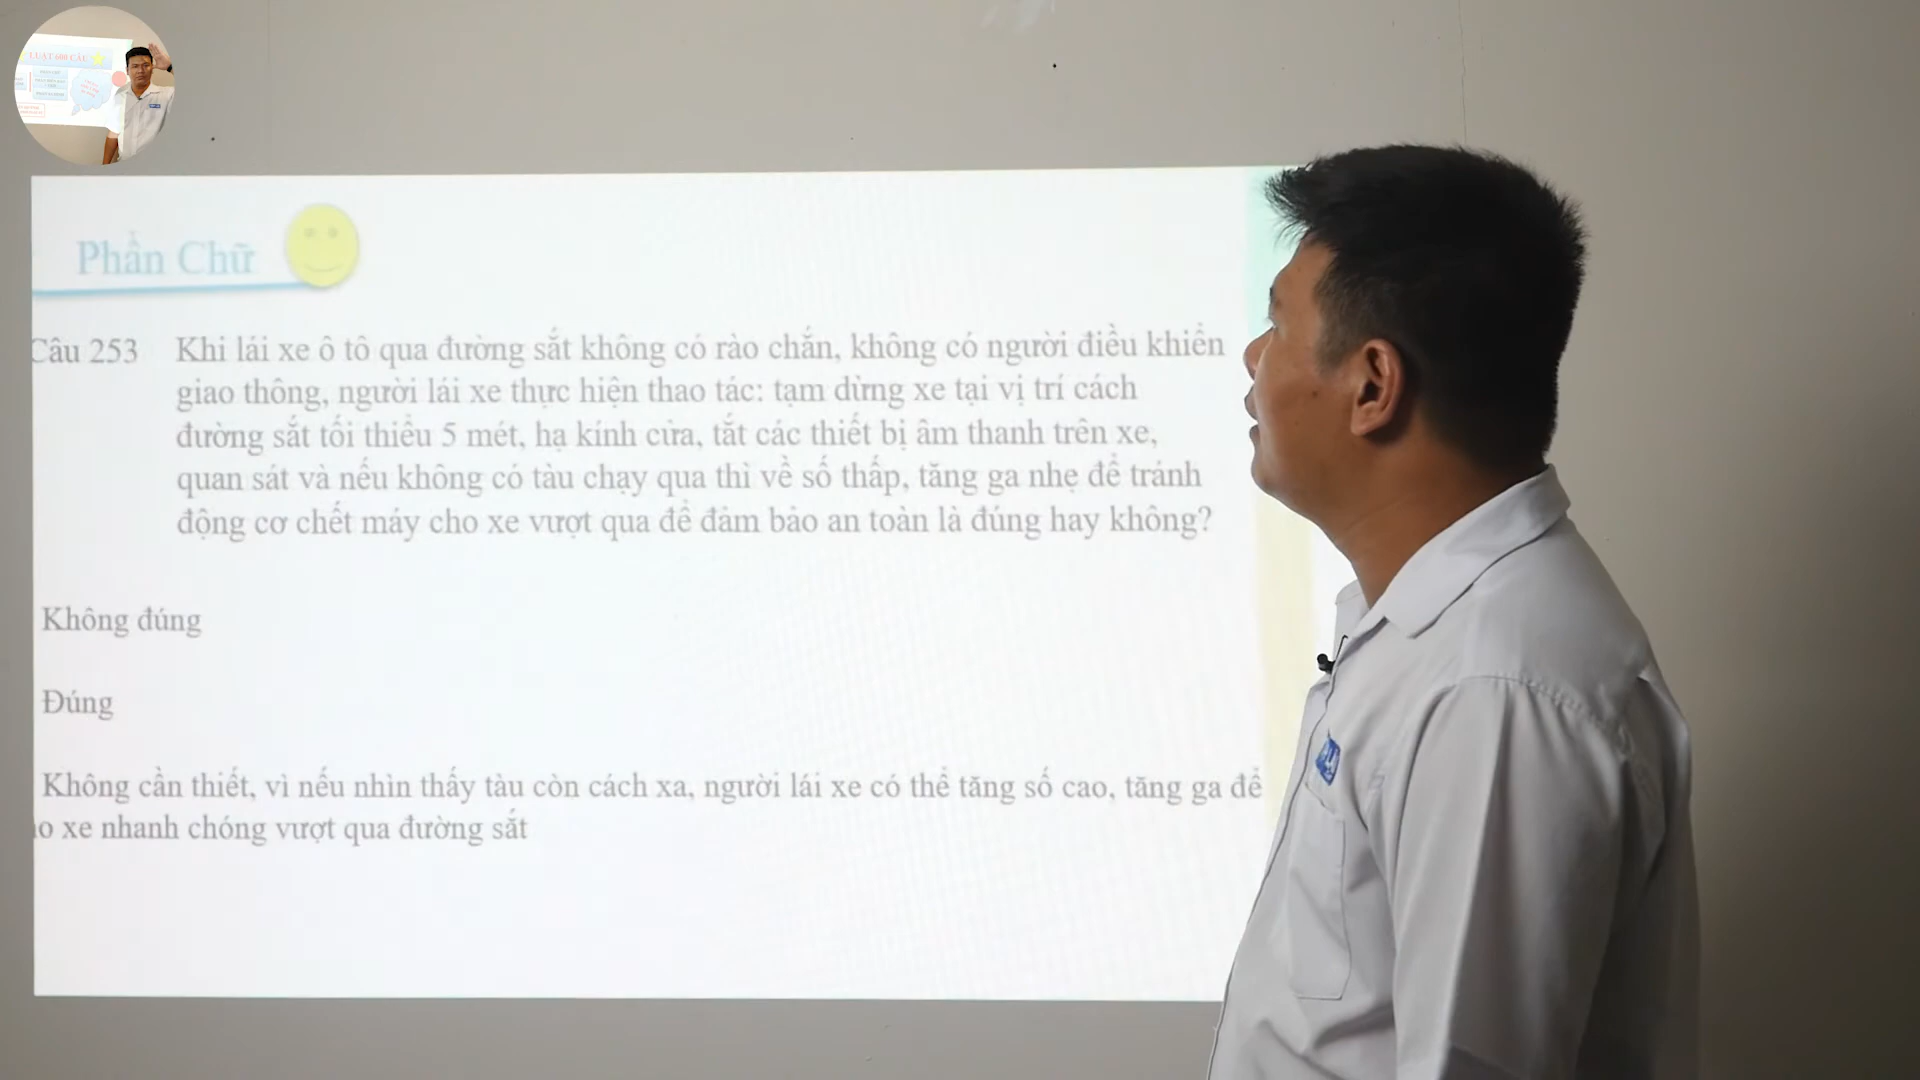 LUẬT 600 CÂU
Phần Chữ
Câu 253 Khi lái xe ô tô qua đường sắt không có rào chắn, không có người điều khiển
giao thông, người lái xe thực hiện thao tác: tạm dừng xe tại vị trí cách
đường sắt tối thiểu 5 mét, hạ kính cửa, tắt các thiết bị âm thanh trên xe,
quan sát và nếu không có tàu chạy qua thì về số thấp, tăng ga nhẹ để tránh
động cơ chết máy cho xe vượt qua để đảm bảo an toàn là đúng hay không?
Không đúng
Đúng
Không cần thiết, vì nếu nhìn thấy tàu còn cách xa, người lái xe có thể tăng số cao, tăng ga để
o xe nhanh chóng vượt qua đường sắt